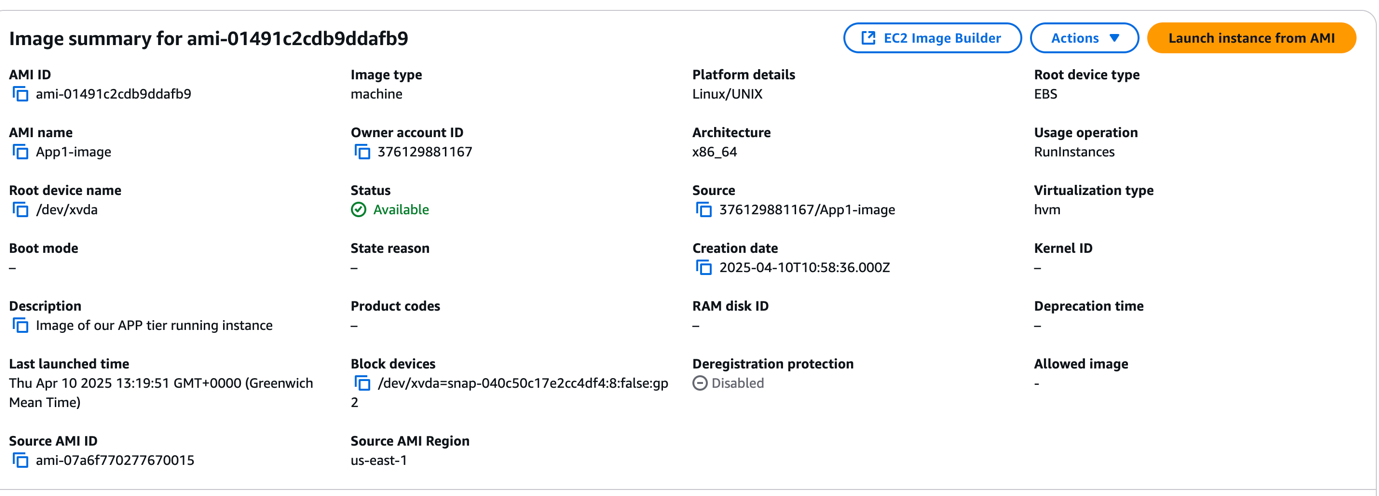 Image summary for ami-01491c2cdb9ddafb9
EC2 Image Builder
Actions
Launch instance from AMI
AMI ID
ami-01491c2cdb9ddafb9
Image type
machine
Platform details
Linux/UNIX
Root device type
EBS
AMI name
App1-image
Owner account ID
376129881167
Architecture
x86_64
Usage operation
RunInstances
Root device name
/dev/xvda
Status
Available
Source
376129881167/App1-image
Virtualization type
hvm
Boot mode
–
State reason
–
Creation date
2025-04-10T10:58:36.000Z
Kernel ID
–
Description
Image of our APP tier running instance
Product codes
–
RAM disk ID
–
Deprecation time
–
Last launched time
Thu Apr 10 2025 13:19:51 GMT+0000 (Greenwich
Mean Time)
Block devices
/dev/xvda=snap-040c50c17e2cc4df4:8:false:gp
2
Deregistration protection
Disabled
Allowed image
-
Source AMI ID
ami-07a6f770277670015
Source AMI Region
us-east-1